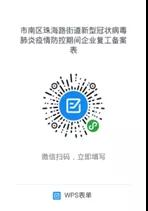 市南区珠海路街道新型冠状病毒
肺炎疫情防控期间企业复工备案
表
微信扫码，立即填写
WPS表单